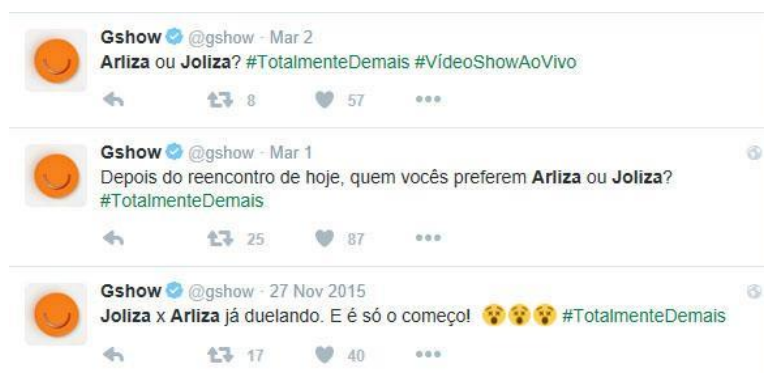 Gshow @gshow · Mar 2
Arliza ou Joliza? #TotalmenteDemais #VídeoShowAoVivo
8 57
Gshow @gshow · Mar 1
Depois do reencontro de hoje, quem vocês preferem Arliza ou Joliza?
#TotalmenteDemais
25 87
Gshow @gshow · 27 Nov 2015
Joliza x Arliza já duelando. E é só o começo! 😵😵😵 #TotalmenteDemais
17 40